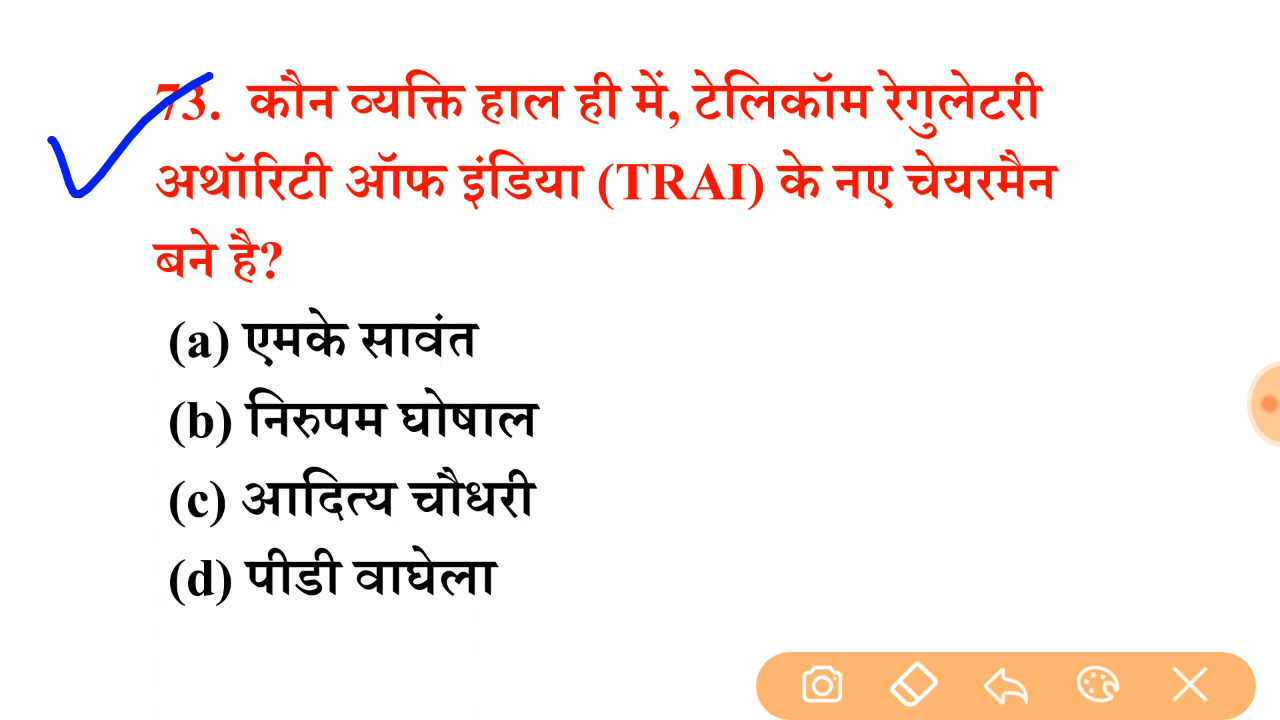 73. कौन व्यक्ति हाल ही में, टेलिकॉम रेगुलेटरी
अथॉरिटी ऑफ इंडिया (TRAI) के नए चेयरमैन
बने है?
(a) एमके सावंत
(b) निरुपम घोषाल
(c) आदित्य चौधरी
(d) पीडी वाघेला